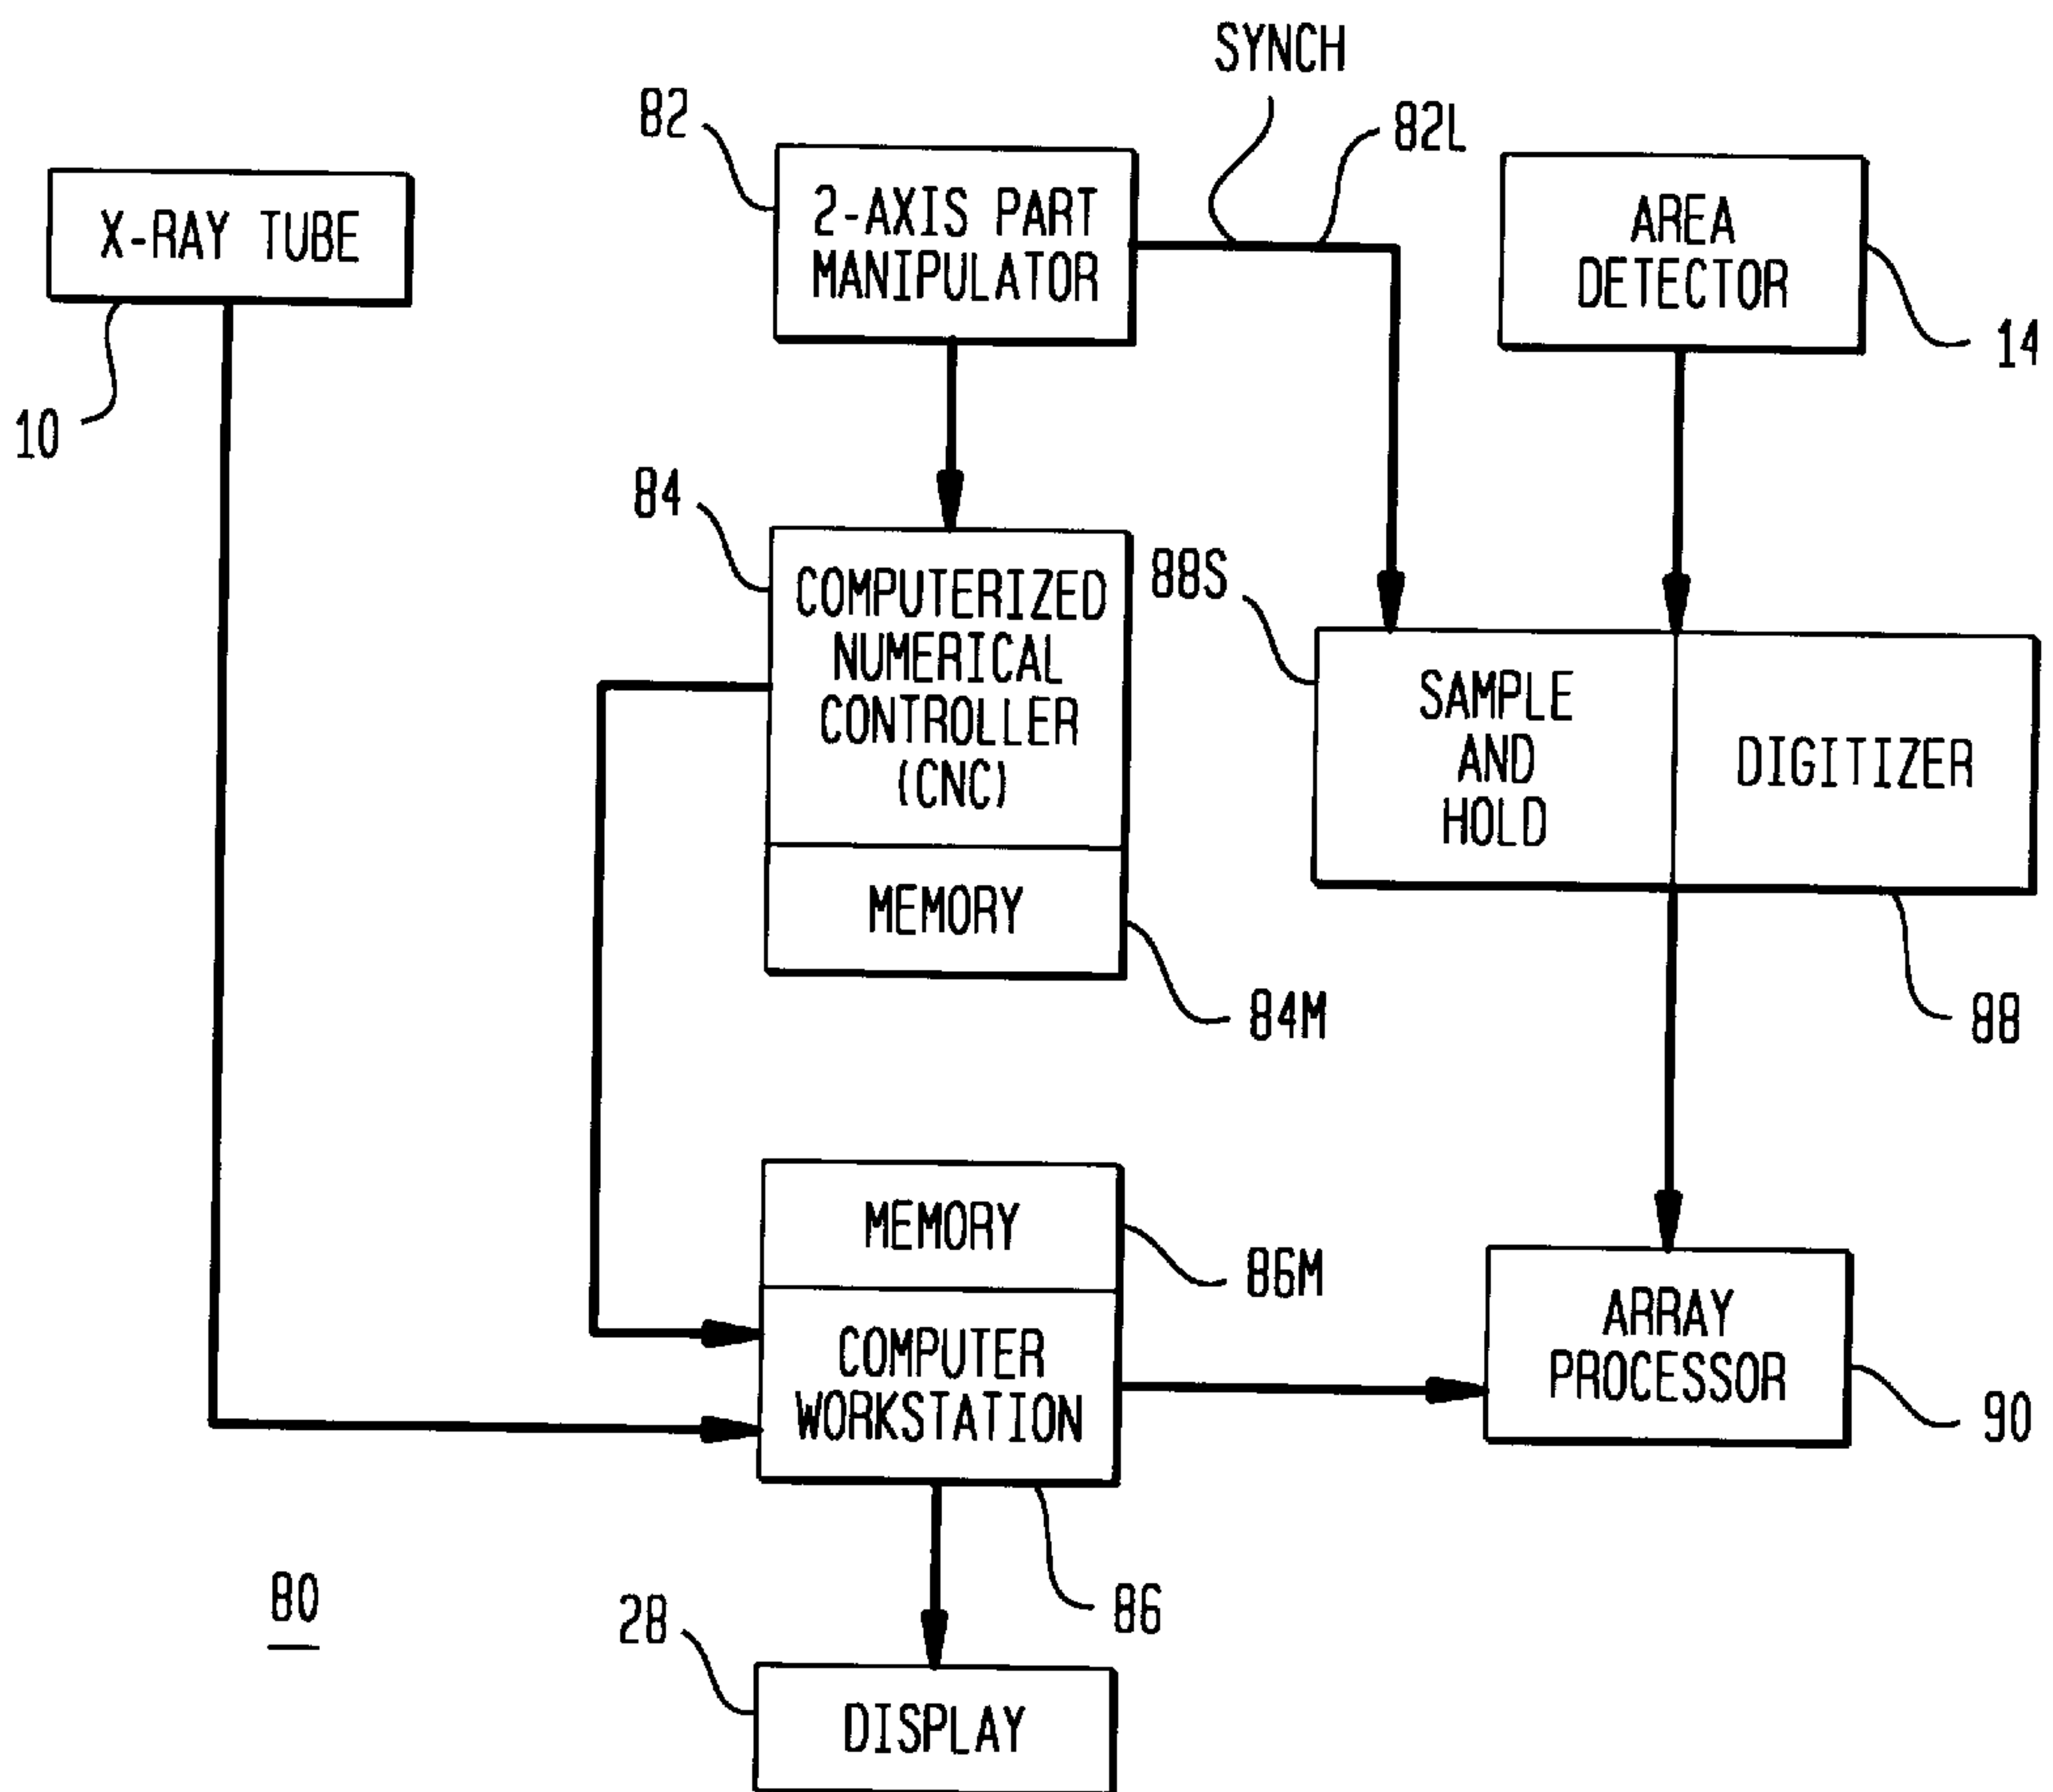 SYNCH
82
82L
X-RAY TUBE
2-AXIS PART
MANIPULATOR
AREA
DETECTOR
14
10
84
COMPUTERIZED
NUMERICAL
CONTROLLER
(CNC)
88S
SAMPLE
AND
HOLD
DIGITIZER
MEMORY
84M
88
MEMORY
86M
COMPUTER
WORKSTATION
ARRAY
PROCESSOR
90
80
86
28
DISPLAY